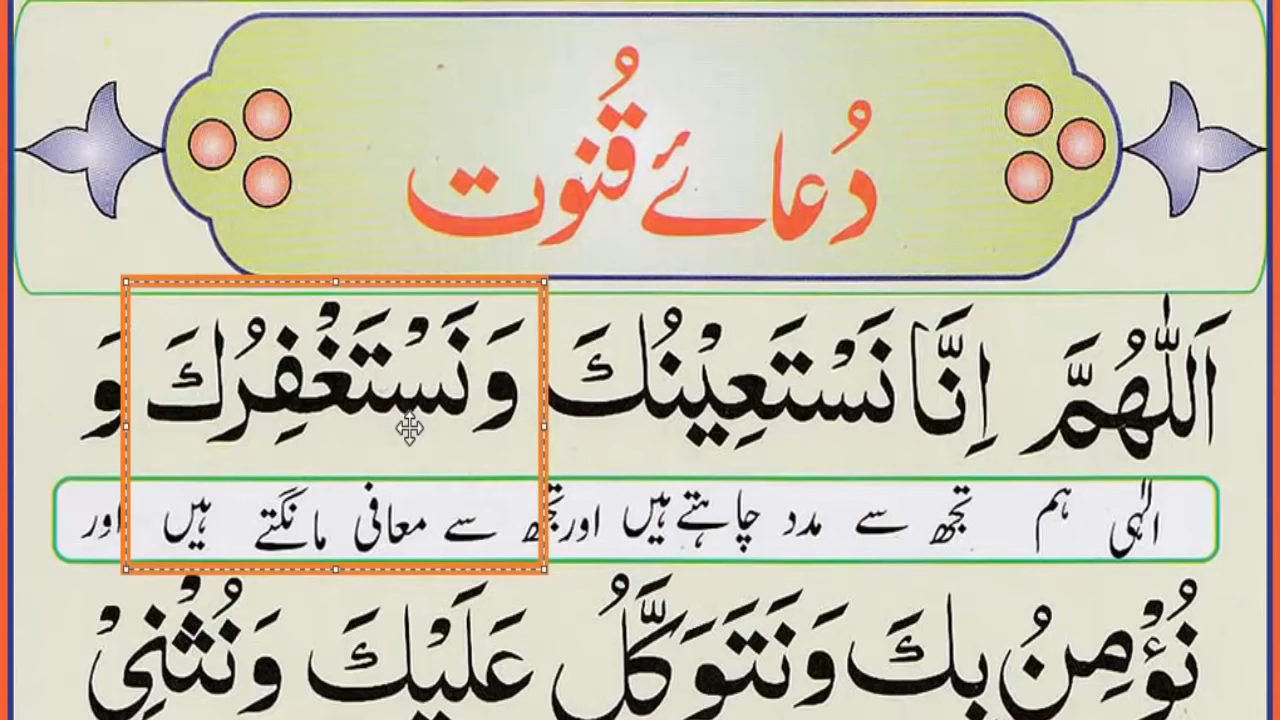 دُعائے قُنوت
اَللّٰهُمَّ اِنَّا نَسْتَعِیْنُكَ وَنَسْتَغْفِرُكَ وَ
الٰہی ہم تجھ سے مدد چاہتے ہیں اور تجھ سے معافی مانگتے ہیں اور
نُؤْمِنُ بِكَ وَنَتَوَكَّلُ عَلَیْكَ وَنُثْنِیْ